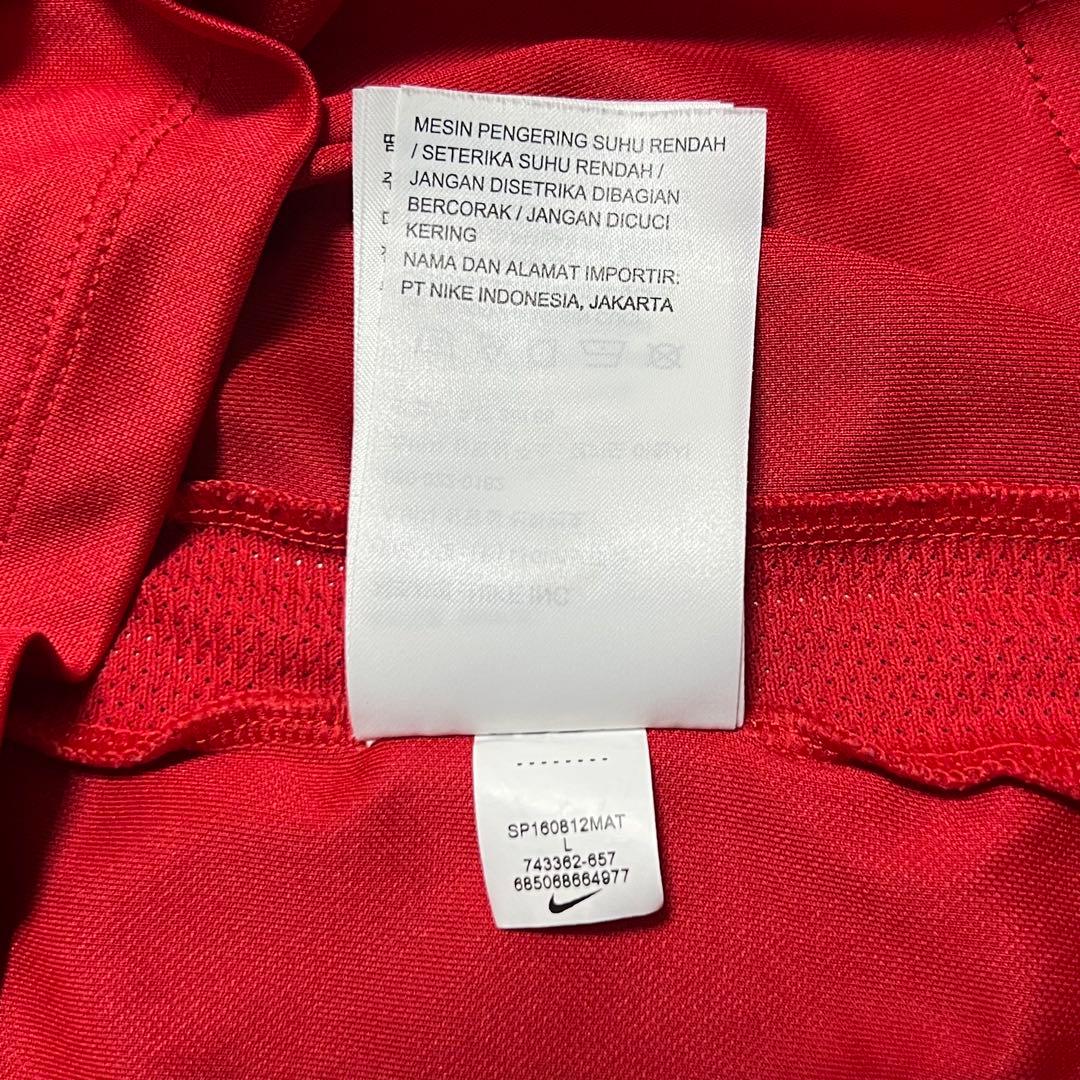 MESIN PENGERING SUHU RENDAH
/ SETERIKA SUHU RENDAH /
JANGAN DISETRIKA DIBAGIAN
BERCORAK / JANGAN DICUCI
KERING
NAMA DAN ALAMAT IMPORTIR:
PT NIKE INDONESIA, JAKARTA
SP160812MAT
L
743362-657
685068664977